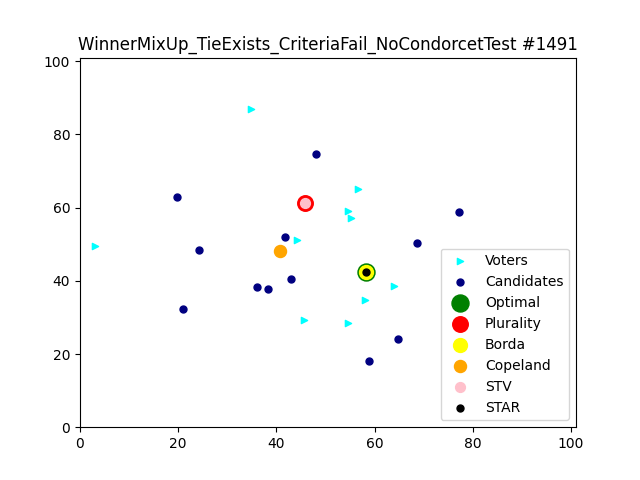 WinnerMixUp_TieExists_CriteriaFail_NoCondorcetTest #1491
100
80
60
40
20
0
0 20 40 60 80 100
Voters
Candidates
Optimal
Plurality
Borda
Copeland
STV
STAR